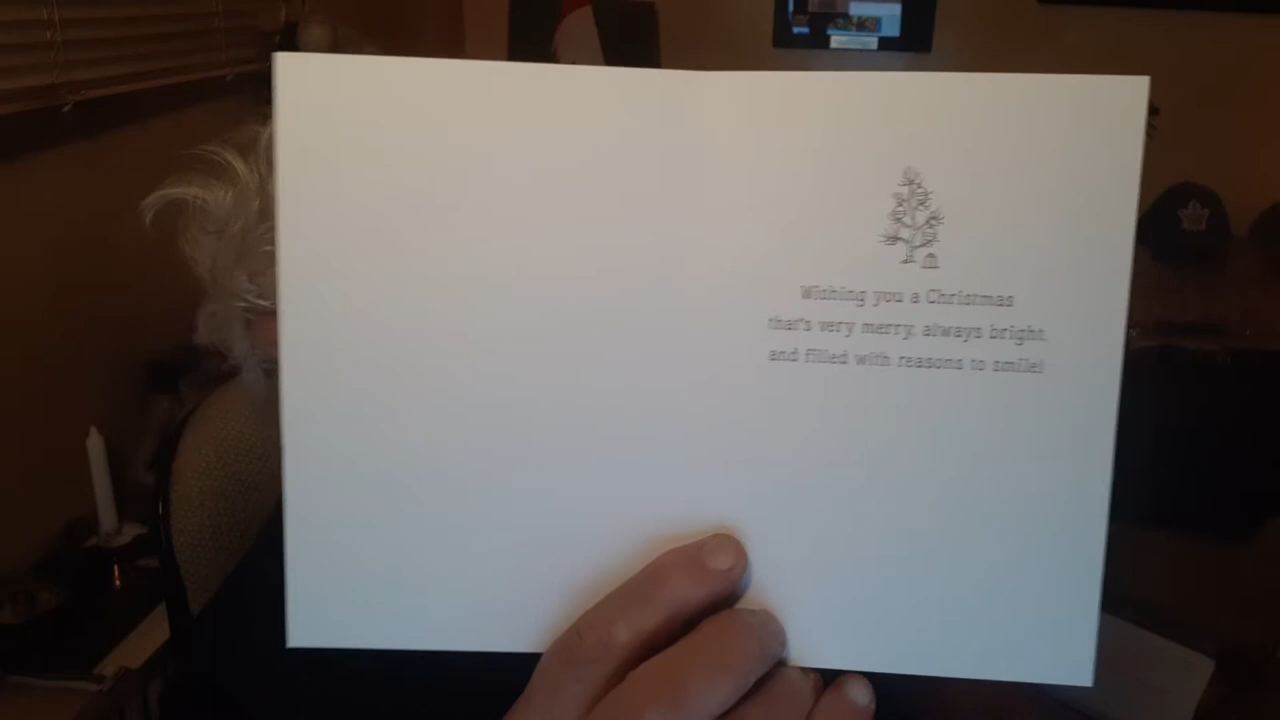 Wishing you a Christmas
that's very merry, always bright,
and filled with reasons to smile!